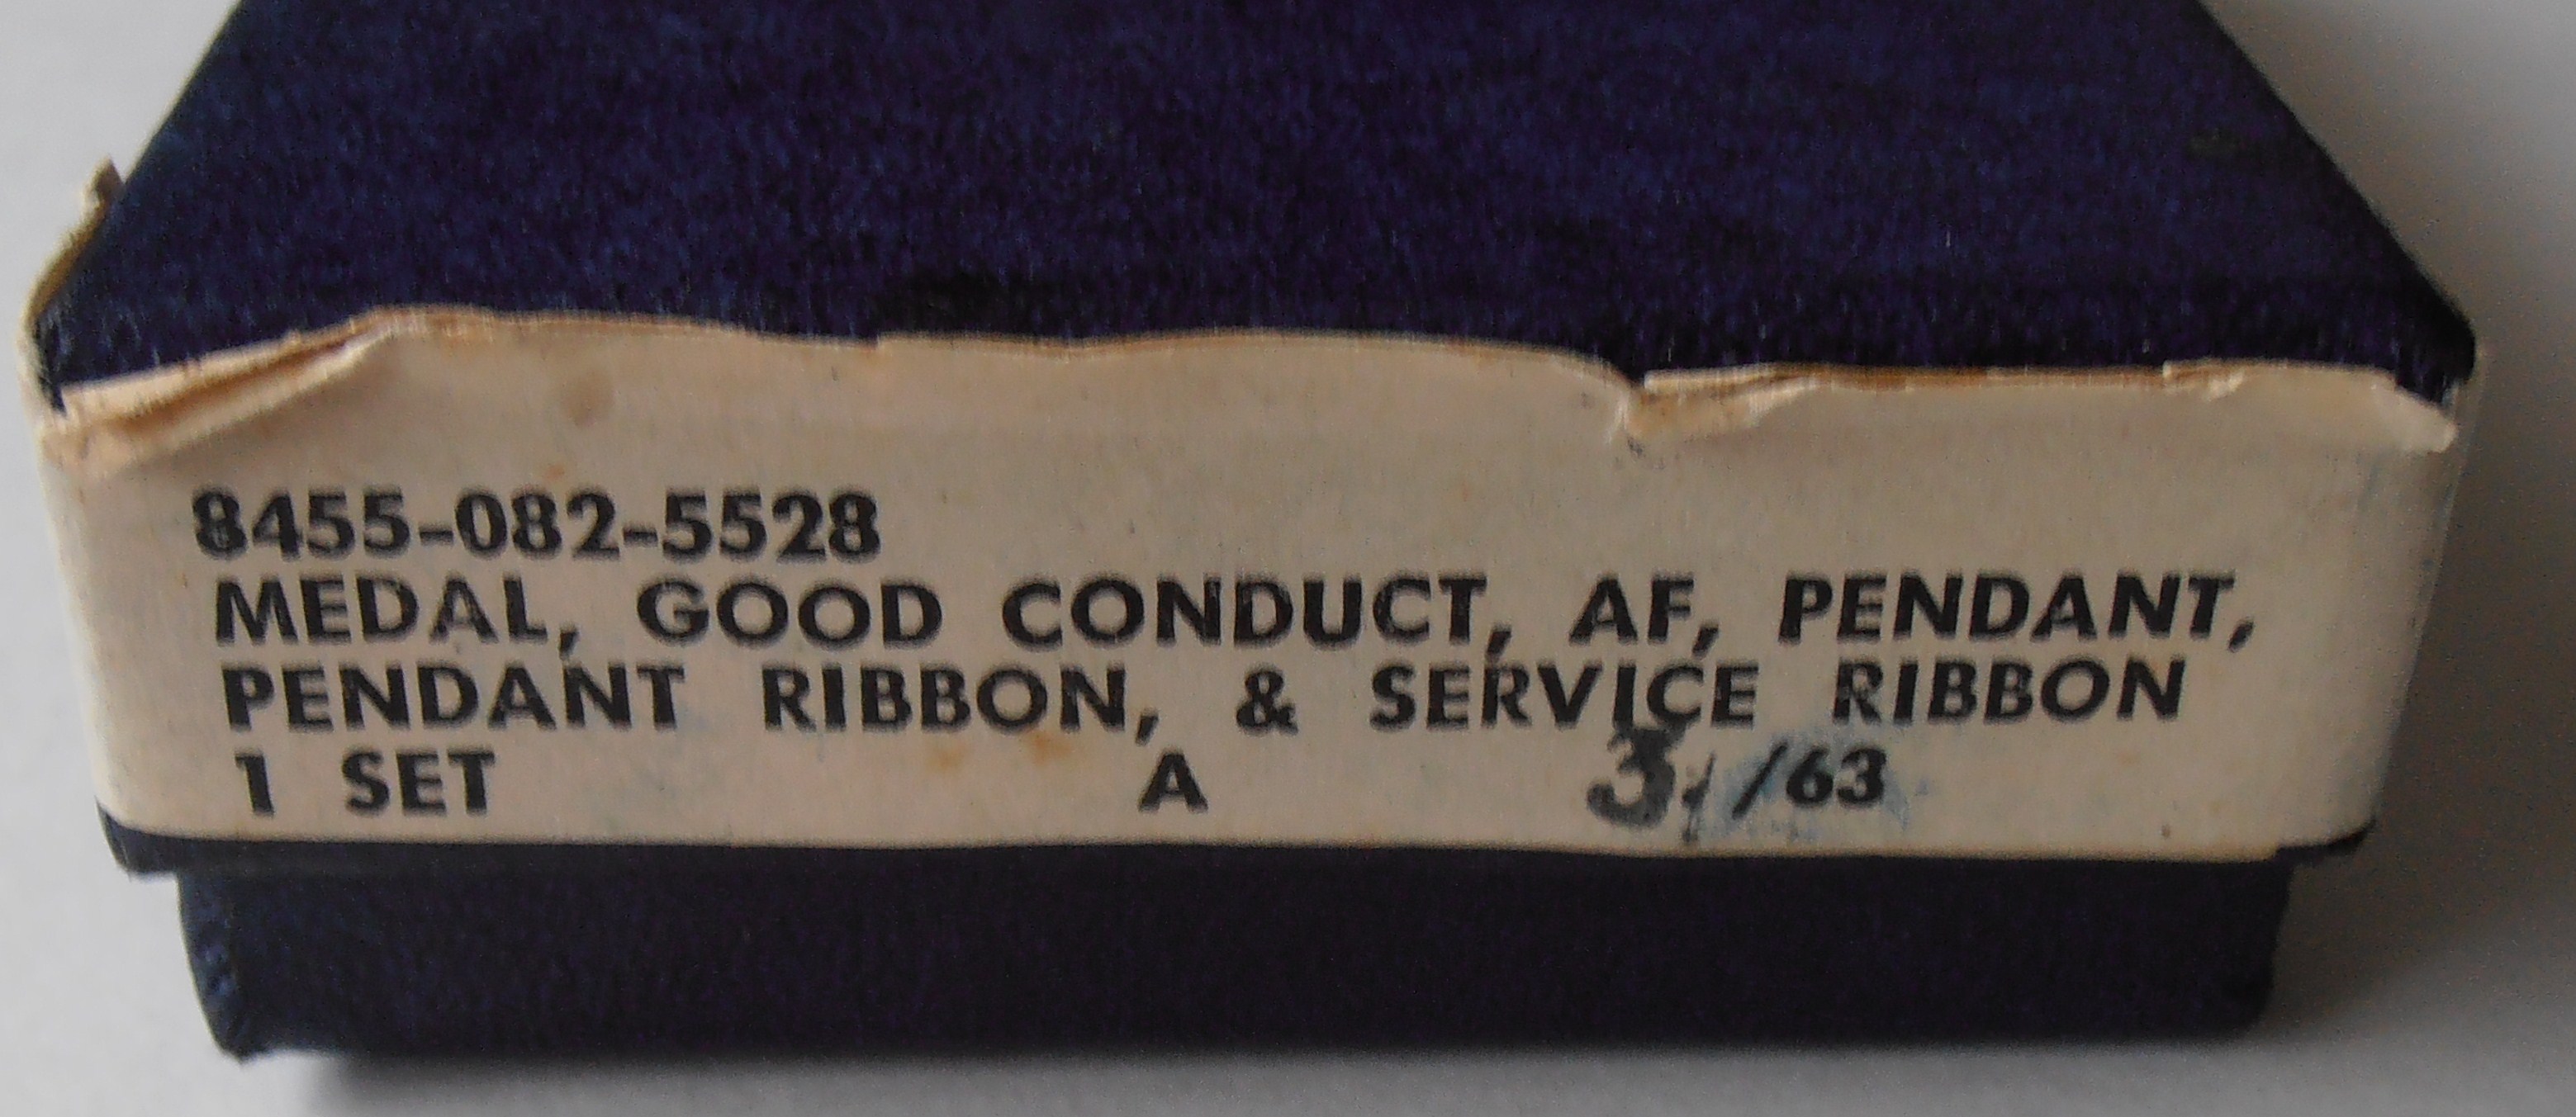 8455-082-5528
MEDAL, GOOD CONDUCT, AF, PENDANT,
PENDANT RIBBON, & SERVICE RIBBON
1 SET A 3 /63